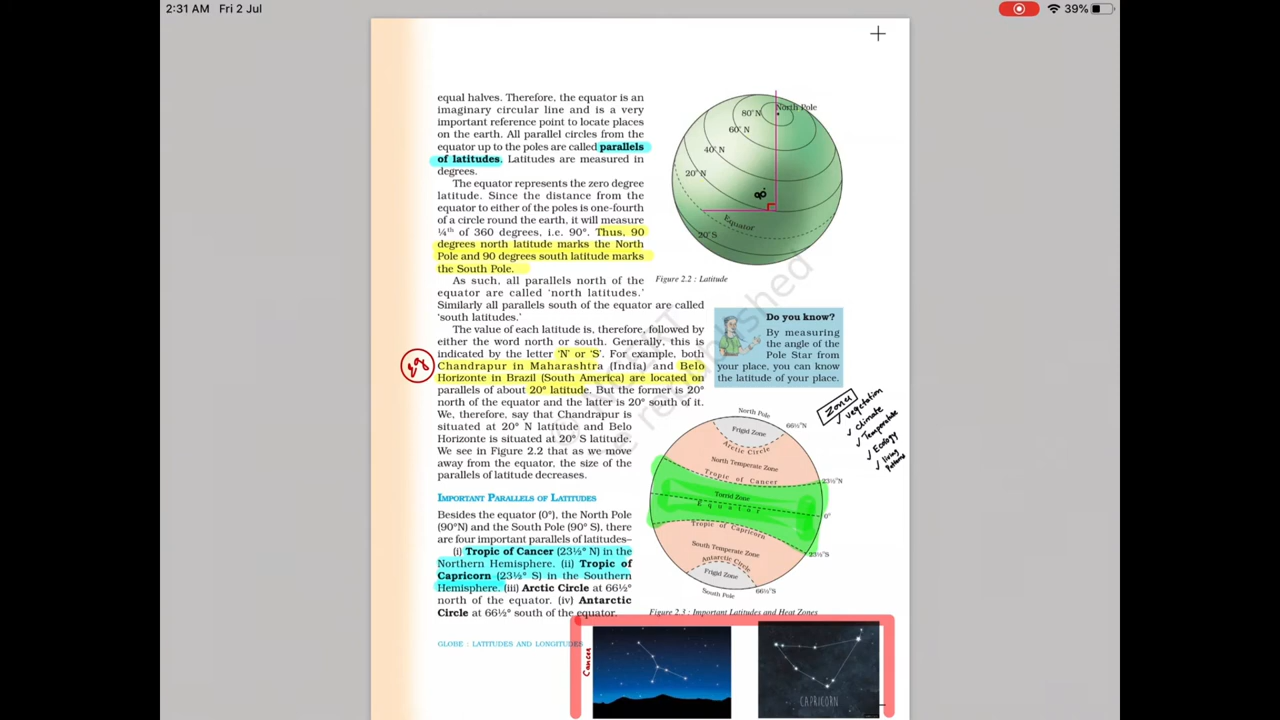 2:31 AM Fri 2 Jul
39%
equal halves. Therefore, the equator is an
imaginary circular line and is a very
important reference point to locate places
on the earth. All parallel circles from the
equator up to the poles are called parallels
of latitudes. Latitudes are measured in
degrees.
The equator represents the zero degree
latitude. Since the distance from the
equator to either of the poles is one-fourth
of a circle round the earth, it will measure
¼th of 360 degrees, i.e. 90°. Thus, 90
degrees north latitude marks the North
Pole and 90 degrees south latitude marks
the South Pole.
North Pole
80° N
60° N
40° N
20° N
90°
Equator
20° S
Figure 2.2 : Latitude
As such, all parallels north of the
equator are called ‘north latitudes.’
Similarly all parallels south of the equator are called
‘south latitudes.’
The value of each latitude is, therefore, followed by
either the word north or south. Generally, this is
indicated by the letter ‘N’ or ‘S’. For example, both
eg
Chandrapur in Maharashtra (India) and Belo
Horizonte in Brazil (South America) are located on
parallels of about 20° latitude. But the former is 20°
north of the equator and the latter is 20° south of it.
We, therefore, say that Chandrapur is
situated at 20° N latitude and Belo
Horizonte is situated at 20° S latitude.
We see in Figure 2.2 that as we move
away from the equator, the size of the
parallels of latitude decreases.
Do you know?
By measuring
the angle of the
Pole Star from
your place, you can know
the latitude of your place.
Zones
Vegetation
Climate
Temperature
Ecology
living
patterns
North Pole
66½°N
Frigid Zone
Arctic Circle
North Temperate Zone
Tropic of Cancer
23½°N
Torrid Zone
Equator
0°
Tropic of Capricorn
23½°S
South Temperate Zone
Antarctic Circle
Frigid Zone
66½°S
South Pole
Figure 2.3 : Important Latitudes and Heat Zones
IMPORTANT PARALLELS OF LATITUDES
Besides the equator (0°), the North Pole
(90°N) and the South Pole (90° S), there
are four important parallels of latitudes–
(i) Tropic of Cancer (23½° N) in the
Northern Hemisphere. (ii) Tropic of
Capricorn (23½° S) in the Southern
Hemisphere. (iii) Arctic Circle at 66½°
north of the equator. (iv) Antarctic
Circle at 66½° south of the equator.
GLOBE : LATITUDES AND LONGITUDES
Cancer
CAPRICORN